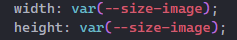 width: var(--size-image);
height: var(--size-image);